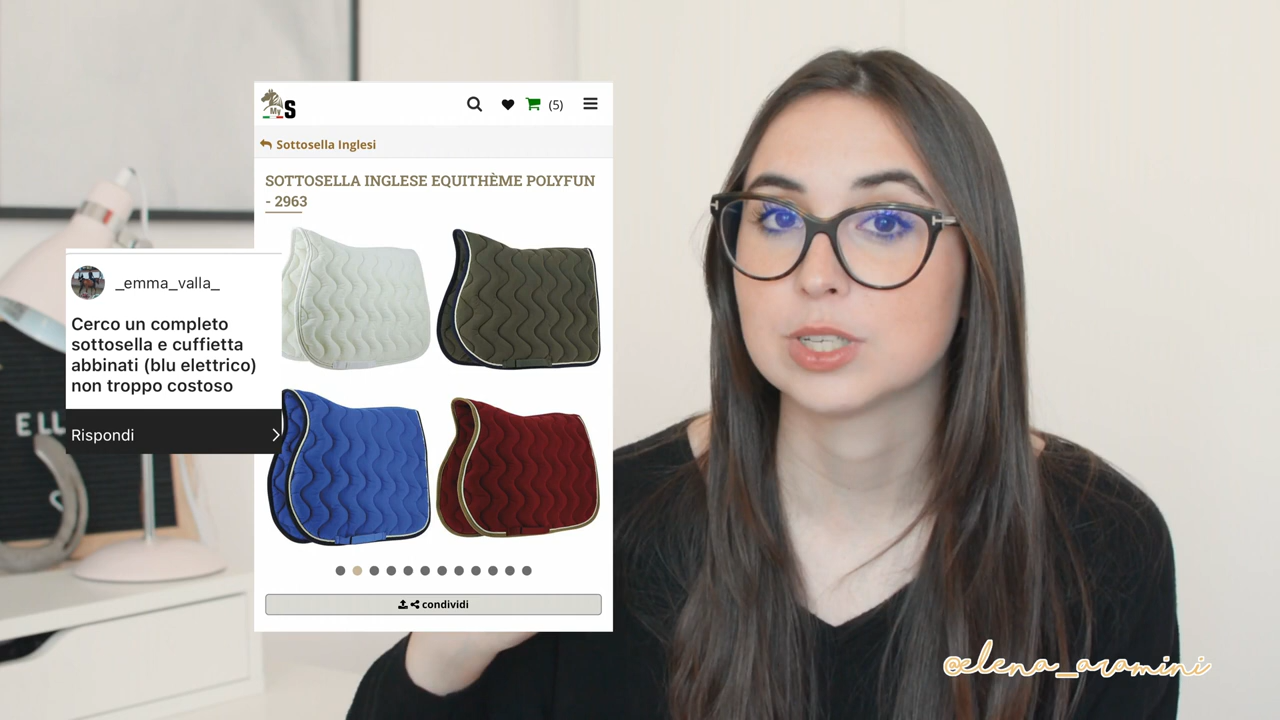 My S
(5)
Sottosella Inglesi
SOTTOSELLA INGLESE EQUITHÈME POLYFUN
- 2963
_emma_valla_
Cerco un completo
sottosella e cuffietta
abbinati (blu elettrico)
non troppo costoso
Rispondi
condividi
@elena_aramini